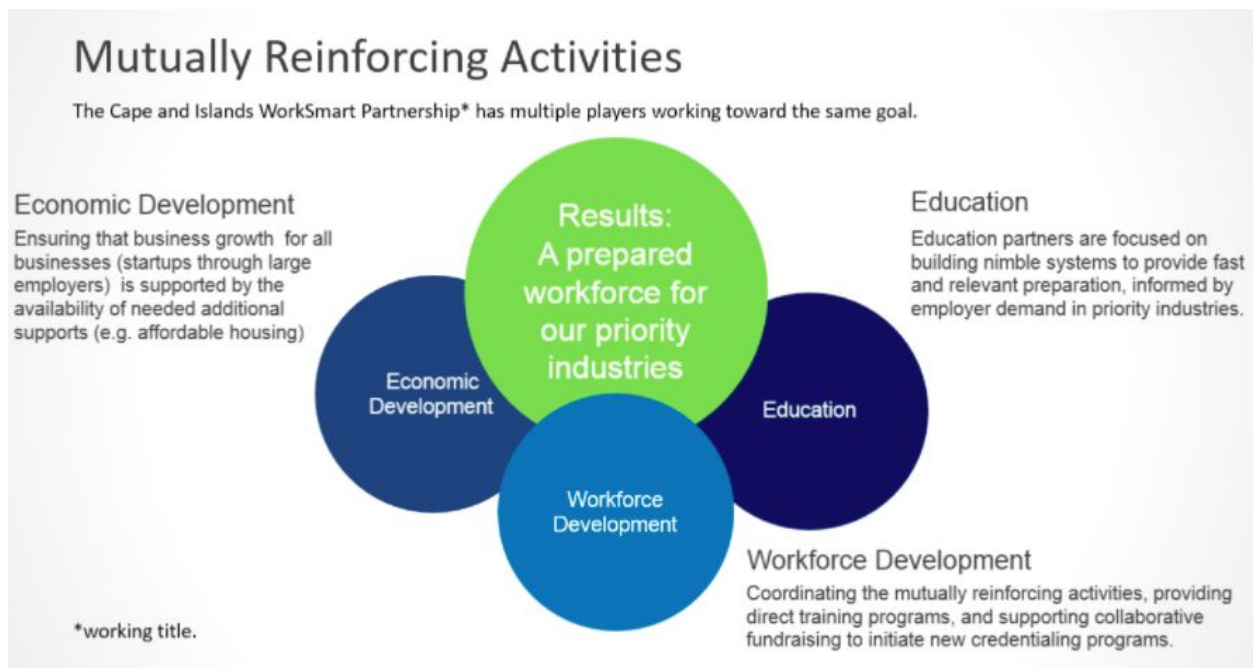 Mutually Reinforcing Activities
The Cape and Islands WorkSmart Partnership* has multiple players working toward the same goal.
Economic Development
Ensuring that business growth for all
businesses (startups through large
employers) is supported by the
availability of needed additional
supports (e.g. affordable housing)
Results:
A prepared
workforce for
our priority
industries
Education
Education partners are focused on
building nimble systems to provide fast
and relevant preparation, informed by
employer demand in priority industries.
Economic
Development
Education
Workforce
Development
Workforce Development
Coordinating the mutually reinforcing activities, providing
direct training programs, and supporting collaborative
fundraising to initiate new credentialing programs.
*working title.